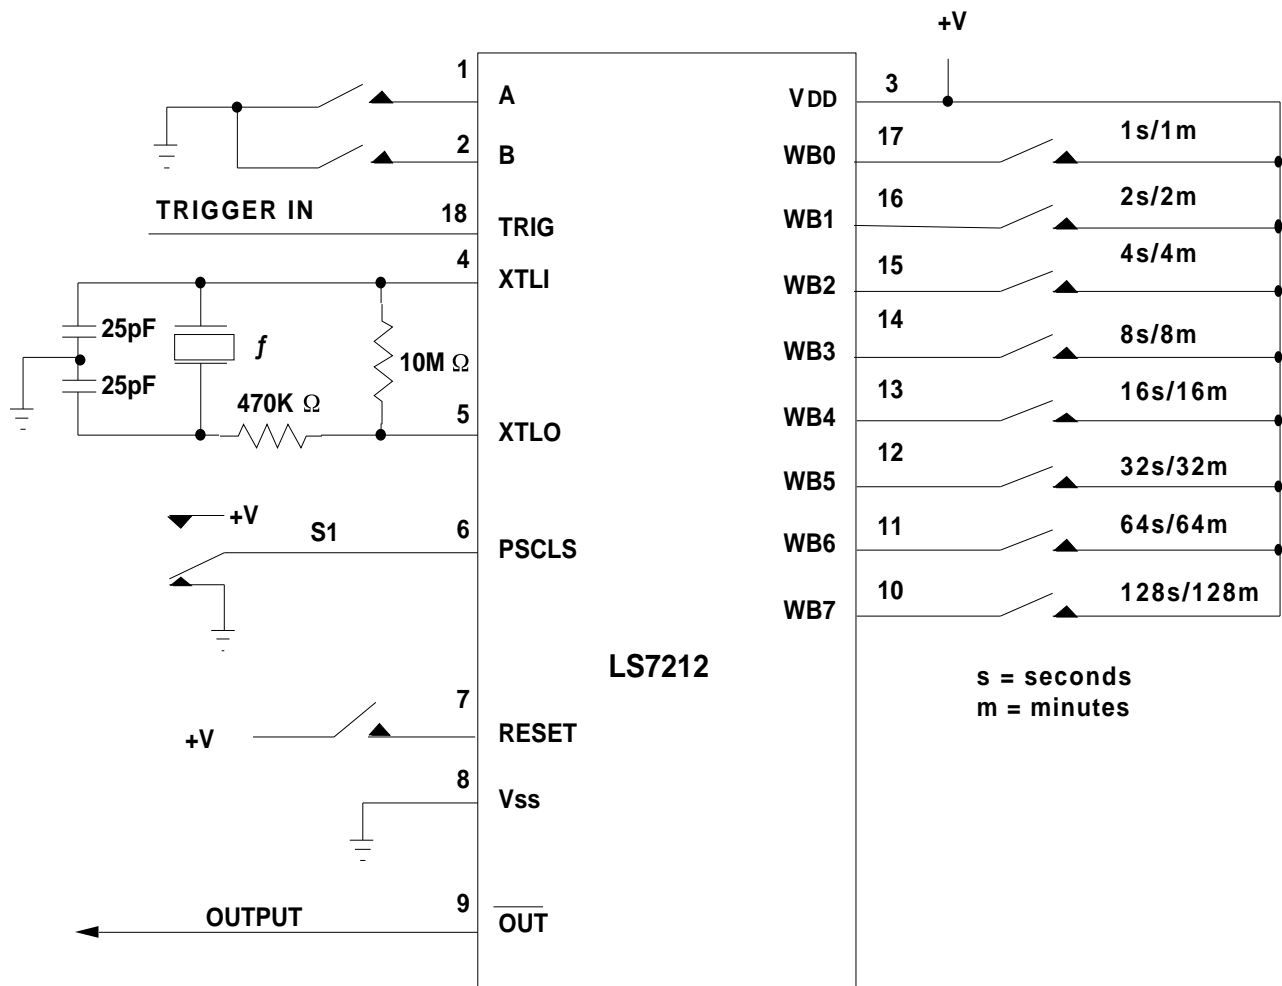 +V
1
A
2
B
TRIGGER IN
18
TRIG
4
XTLI
25pF
25pF
ƒ
10M Ω
470K Ω
5
XTLO
+V
S1
6
PSCLS
LS7212
+V
7
RESET
8
Vss
OUTPUT
9
OUT
VDD
3
WB0
17
1s/1m
WB1
16
2s/2m
WB2
15
4s/4m
WB3
14
8s/8m
WB4
13
16s/16m
WB5
12
32s/32m
WB6
11
64s/64m
WB7
10
128s/128m
s = seconds
m = minutes